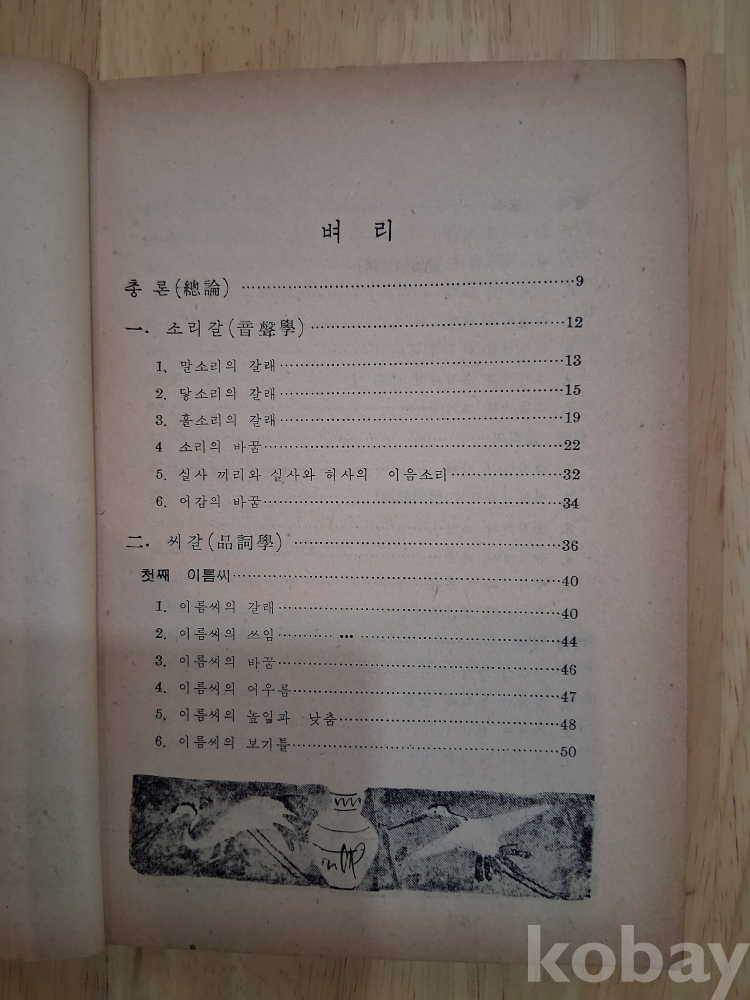 벼 리
총 론(總論) ……… 9
一. 소리갈(音聲學) ……… 12
1. 말소리의 갈래 ……… 13
2. 닿소리의 갈래 ……… 15
3. 홀소리의 갈래 ……… 19
4 소리의 바꿈 ……… 22
5. 실사 끼리와 실사와 허사의 이음소리 ……… 32
6. 어감의 바꿈 ……… 34
二. 씨갈(品詞學) ……… 36
첫째 이름씨 ……… 40
1. 이름씨의 갈래 ……… 40
2. 이름씨의 쓰임 ……… 44
3. 이름씨의 바꿈 ……… 46
4. 이름씨의 어우름 ……… 47
5. 이름씨의 높임과 낮춤 ……… 48
6. 이름씨의 보기틀 ……… 50
kobay